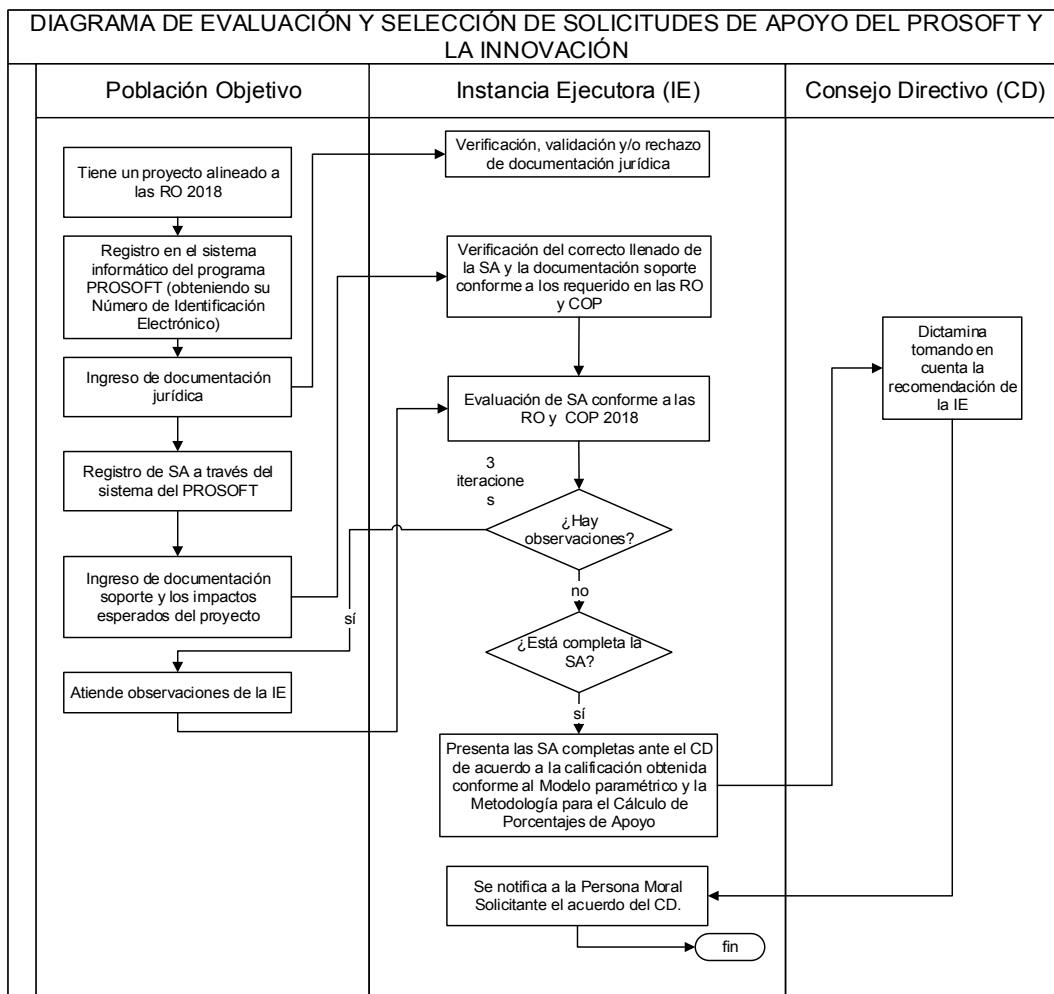 DIAGRAMA DE EVALUACIÓN Y SELECCIÓN DE SOLICITUDES DE APOYO DEL PROSOFT Y
LA INNOVACIÓN
Población Objetivo
Instancia Ejecutora (IE)
Consejo Directivo (CD)
Tiene un proyecto alineado a
las RO 2018
Registro en el sistema
informático del programa
PROSOFT (obteniendo su
Número de Identificación
Electrónico)
Ingreso de documentación
jurídica
Registro de SA a través del
sistema del PROSOFT
Ingreso de documentación
soporte y los impactos
esperados del proyecto
sí
Atiende observaciones de la IE
Verificación, validación y/o rechazo
de documentación jurídica
Verificación del correcto llenado de
la SA y la documentación soporte
conforme a los requerido en las RO
y COP
Evaluación de SA conforme a las
RO y COP 2018
3
iteracione
s
¿Hay
observaciones?
no
¿Está completa la
SA?
sí
Presenta las SA completas ante el CD
de acuerdo a la calificación obtenida
conforme al Modelo paramétrico y la
Metodología para el Cálculo de
Porcentajes de Apoyo
Dictamina
tomando en
cuenta la
recomendación de
la IE
Se notifica a la Persona Moral
Solicitante el acuerdo del CD.
fin